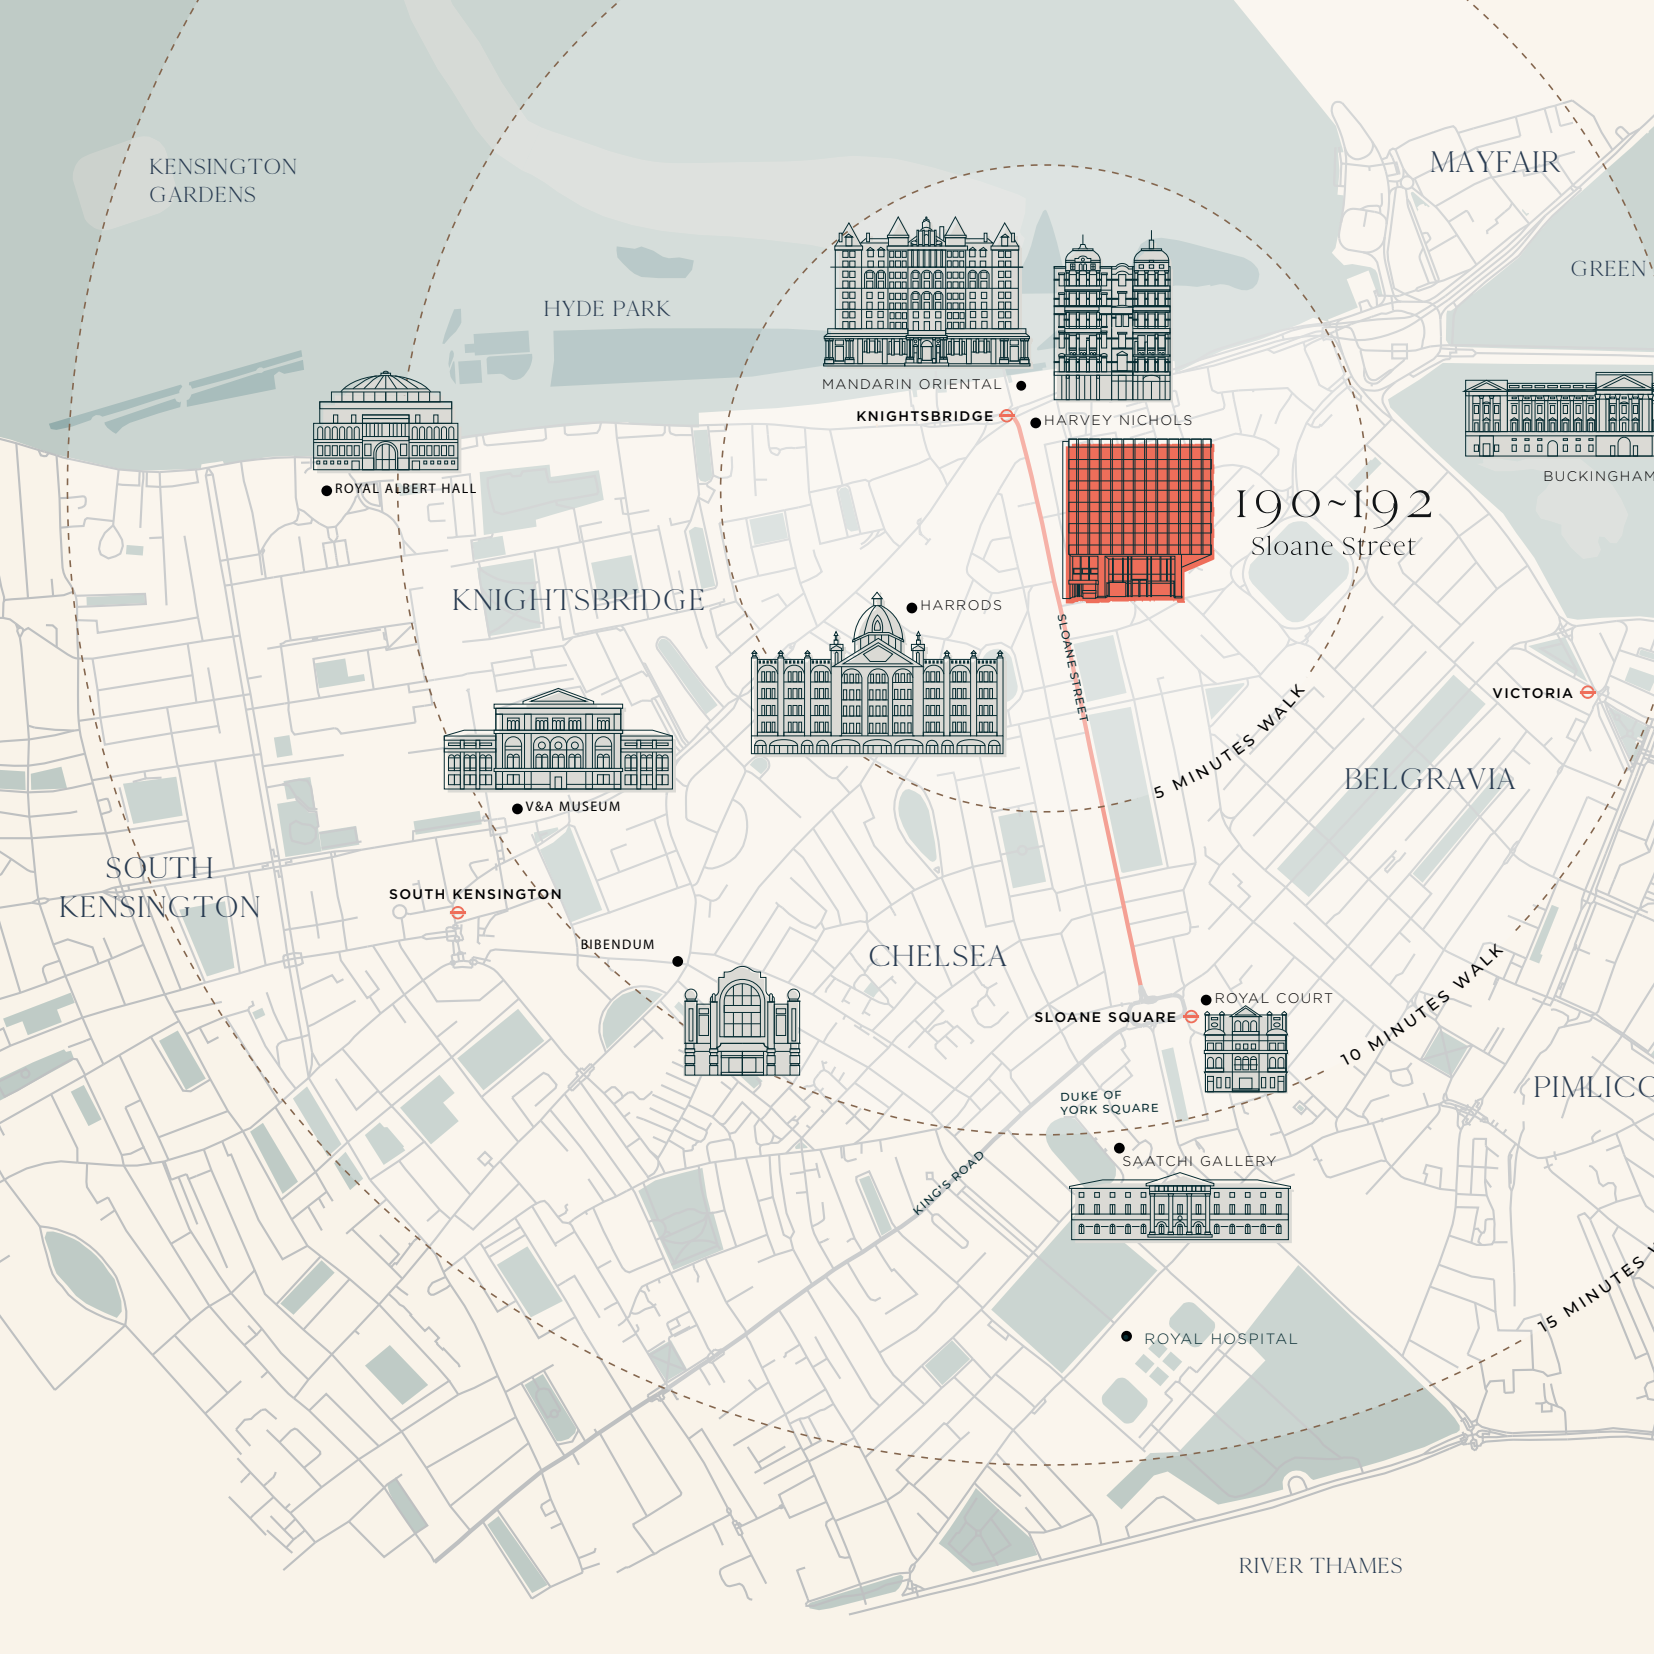 KENSINGTON
GARDENS
MAYFAIR
GREEN
HYDE PARK
MANDARIN ORIENTAL
KNIGHTSBRIDGE
HARVEY NICHOLS
BUCKINGHAM
ROYAL ALBERT HALL
190~192
Sloane Street
KNIGHTSBRIDGE
HARRODS
SLOANE STREET
VICTORIA
5 MINUTES WALK
BELGRAVIA
V&A MUSEUM
SOUTH
KENSINGTON
SOUTH KENSINGTON
BIBENDUM
CHELSEA
10 MINUTES WALK
ROYAL COURT
SLOANE SQUARE
PIMLICO
DUKE OF
YORK SQUARE
SAATCHI GALLERY
KING'S ROAD
15 MINUTES
ROYAL HOSPITAL
RIVER THAMES